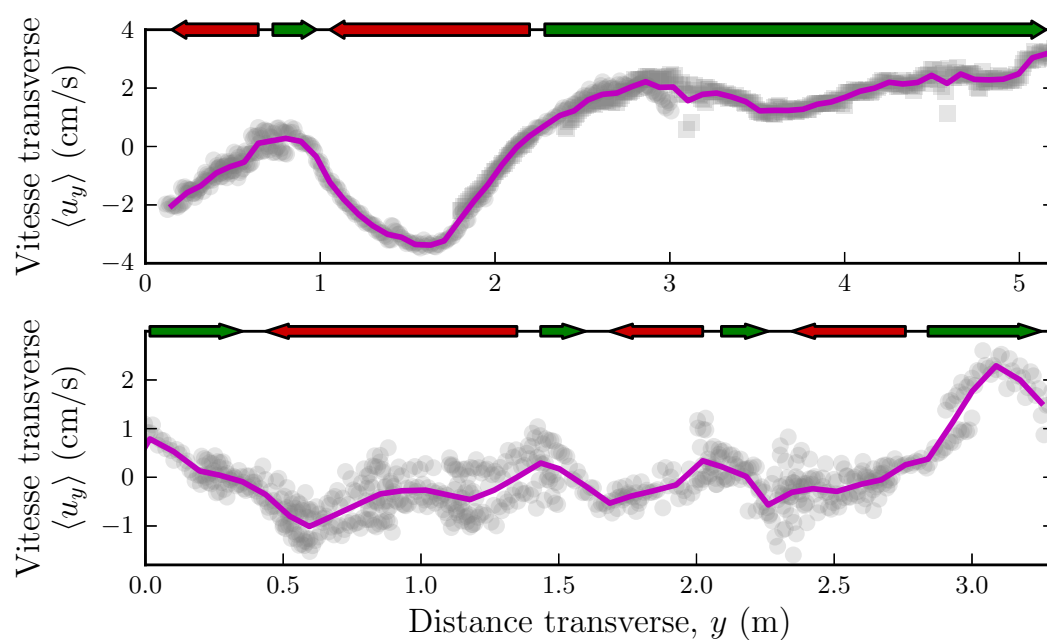 Vitesse transverse
⟨u_y⟩ (cm/s)
4
2
0
−2
−4
0 1 2 3 4 5
Vitesse transverse
⟨u_y⟩ (cm/s)
2
1
0
−1
0.0 0.5 1.0 1.5 2.0 2.5 3.0
Distance transverse, y (m)